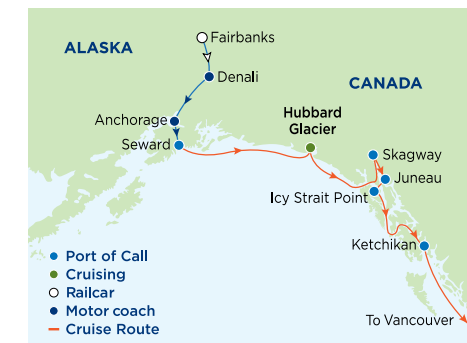 Fairbanks
ALASKA
Denali
CANADA
Hubbard
Glacier
Anchorage
Seward
Skagway
Juneau
Icy Strait Point
Ketchikan
Port of Call
Cruising
Railcar
Motor coach
Cruise Route
To Vancouver